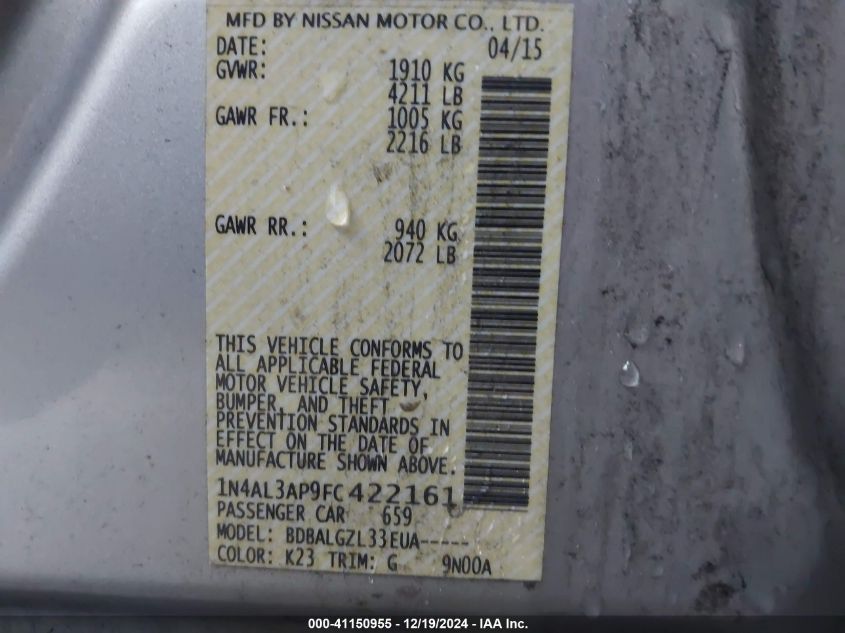 MFD BY NISSAN MOTOR CO., LTD.
DATE: 04/15
GVWR: 1910 KG
4211 LB
GAWR FR.: 1005 KG
2216 LB
GAWR RR.: 940 KG
2072 LB
THIS VEHICLE CONFORMS TO
ALL APPLICABLE FEDERAL
MOTOR VEHICLE SAFETY,
BUMPER, AND THEFT
PREVENTION STANDARDS IN
EFFECT ON THE DATE OF
MANUFACTURE SHOWN ABOVE.
1N4AL3AP9FC422161
PASSENGER CAR 659
MODEL: BDBALGZL33EUA-----
COLOR: K23 TRIM: G 9N00A
000-41150955 - 12/19/2024 - IAA Inc.